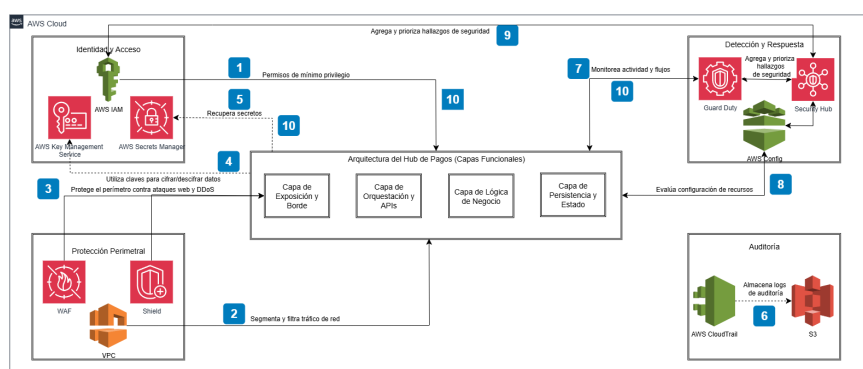 aws
AWS Cloud
Identidad y Acceso
AWS IAM
AWS Key Management
Service
AWS Secrets Manager
Agrega y prioriza hallazgos de seguridad
9
1
Permisos de mínimo privilegio
5
Recupera secretos
10
10
7
Monitorea actividad y flujos
10
Detección y Respuesta
Agrega y prioriza
hallazgos
de seguridad
Guard Duty
Security Hub
AWS Config
4
Utiliza claves para cifrar/descifrar datos
3
Protege el perímetro contra ataques web y DDoS
Arquitectura del Hub de Pagos (Capas Funcionales)
Capa de
Exposición y
Borde
Capa de
Orquestación y
APIs
Capa de Lógica
de Negocio
Capa de
Persistencia y
Estado
8
Evalúa configuración de recursos
Protección Perimetral
WAF
Shield
VPC
2
Segmenta y filtra tráfico de red
Auditoría
Almacena logs
de auditoría
6
AWS CloudTrail
S3